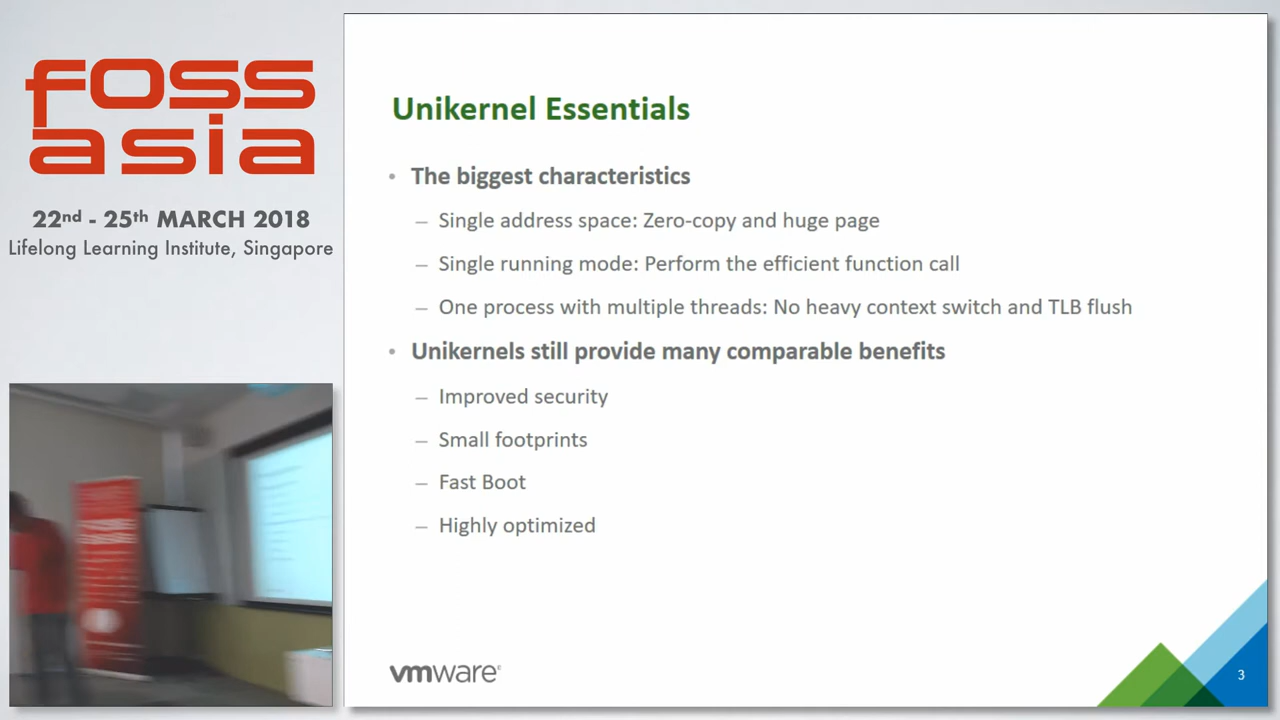 foss
asia
22nd - 25th MARCH 2018
Lifelong Learning Institute, Singapore
Unikernel Essentials
• The biggest characteristics
– Single address space: Zero-copy and huge page
– Single running mode: Perform the efficient function call
– One process with multiple threads: No heavy context switch and TLB flush
• Unikernels still provide many comparable benefits
– Improved security
– Small footprints
– Fast Boot
– Highly optimized
vmware
3